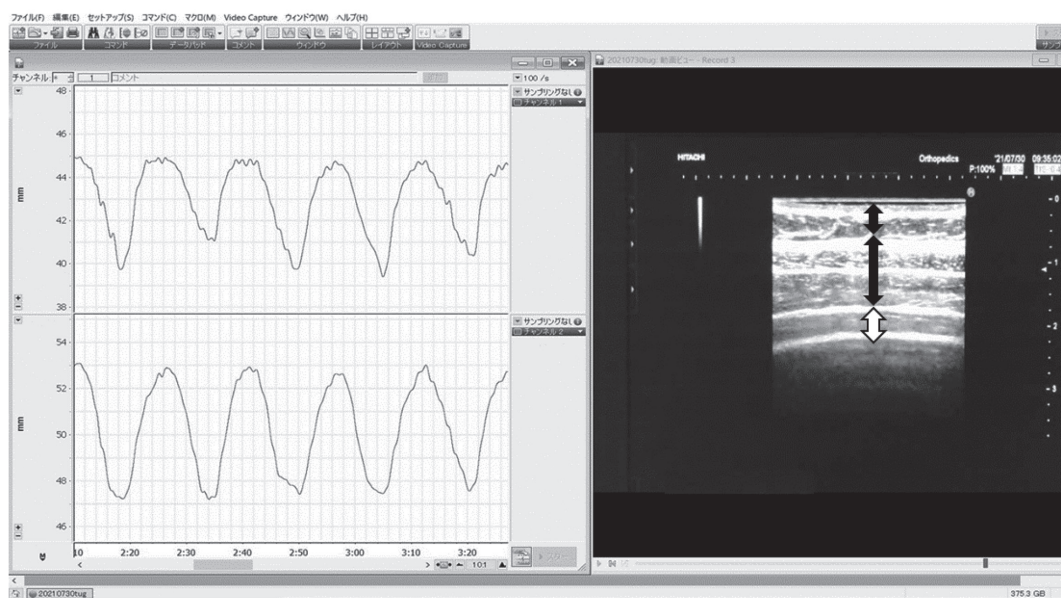 ファイル(F) 編集(E) セットアップ(S) コマンド(C) マクロ(M) Video Capture ウィンドウ(W) ヘルプ(H)
ファイル コマンド データパッド コメント ウィンドウ レイアウト Video Capture
チャンネル: * 1 コメント
100 /s
サンプリングなし
チャンネル 1
48
46
44
mm
42
40
38
サンプリングなし
チャンネル 2
54
52
mm
50
48
46
10 2:20 2:30 2:40 2:50 3:00 3:10 3:20
10:1
20210730tug 動画ビュー - Record 3
HITACHI Orthopedics '21/07/30 09:35:02
P:100%
0
1
2
3
20210730tug
375.3 GB